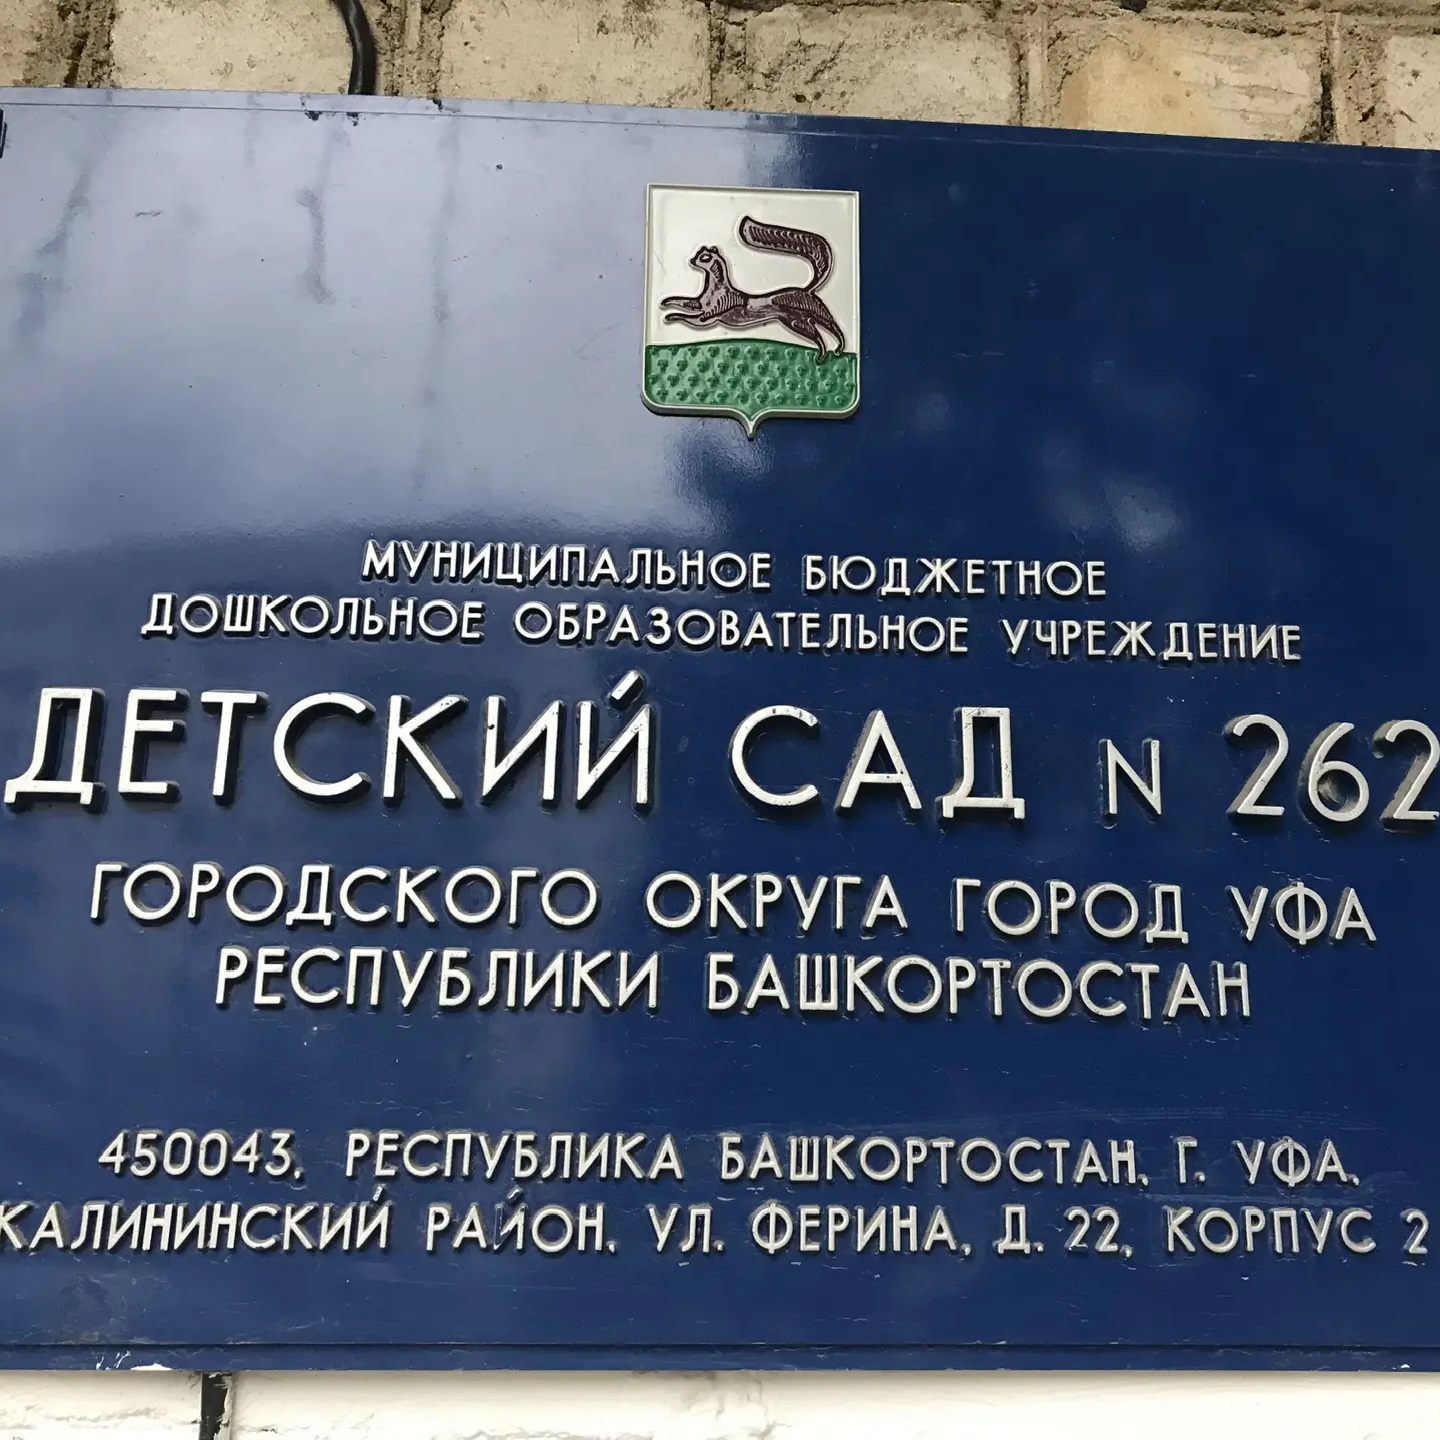 МУНИЦИПАЛЬНОЕ БЮДЖЕТНОЕ
ДОШКОЛЬНОЕ ОБРАЗОВАТЕЛЬНОЕ УЧРЕЖДЕНИЕ
ДЕТСКИЙ САД N 262
ГОРОДСКОГО ОКРУГА ГОРОД УФА
РЕСПУБЛИКИ БАШКОРТОСТАН
450043, РЕСПУБЛИКА БАШКОРТОСТАН, Г. УФА,
КАЛИНИНСКИЙ РАЙОН, УЛ. ФЕРИНА, Д. 22, КОРПУС 2